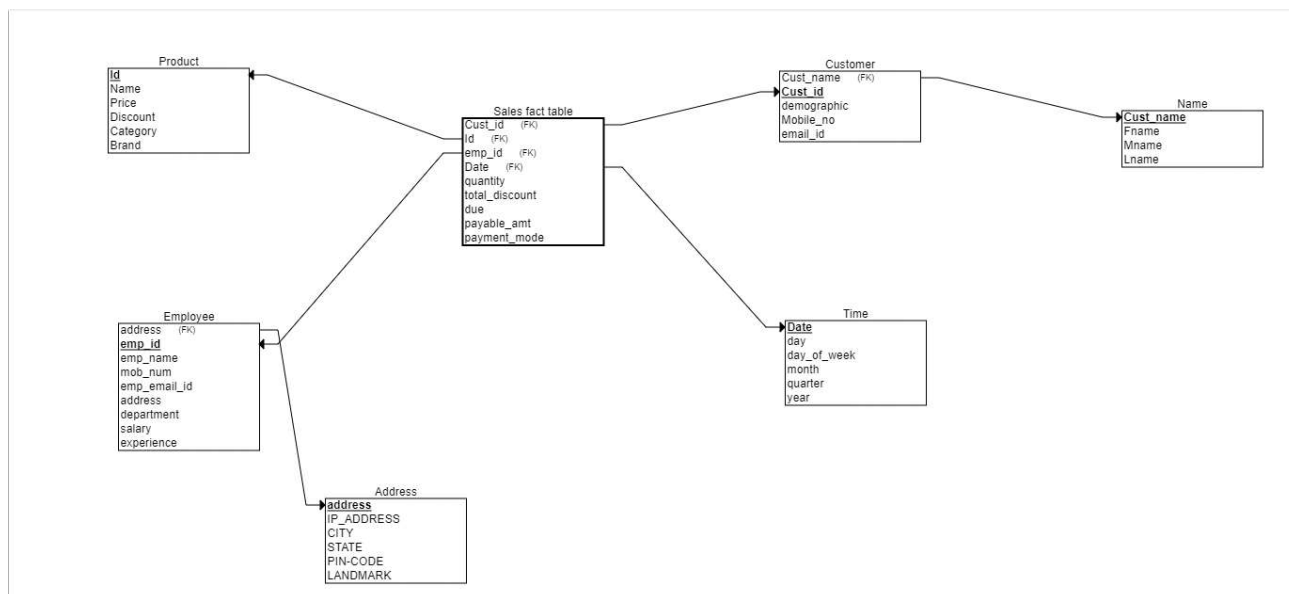 Product
Id
Name
Price
Discount
Category
Brand
Sales fact table
Cust_id (FK)
Id (FK)
emp_id (FK)
Date (FK)
quantity
total_discount
due
payable_amt
payment_mode
Customer
Cust_name (FK)
Cust_id
demographic
Mobile_no
email_id
Name
Cust_name
Fname
Mname
Lname
Employee
address (FK)
emp_id
emp_name
mob_num
emp_email_id
address
department
salary
experience
Time
Date
day
day_of_week
month
quarter
year
Address
address
IP_ADDRESS
CITY
STATE
PIN-CODE
LANDMARK